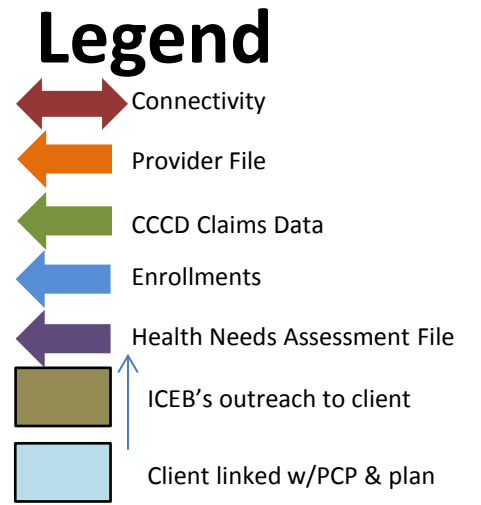 Legend
Connectivity
Provider File
CCCD Claims Data
Enrollments
Health Needs Assessment File
ICEB’s outreach to client
Client linked w/PCP & plan